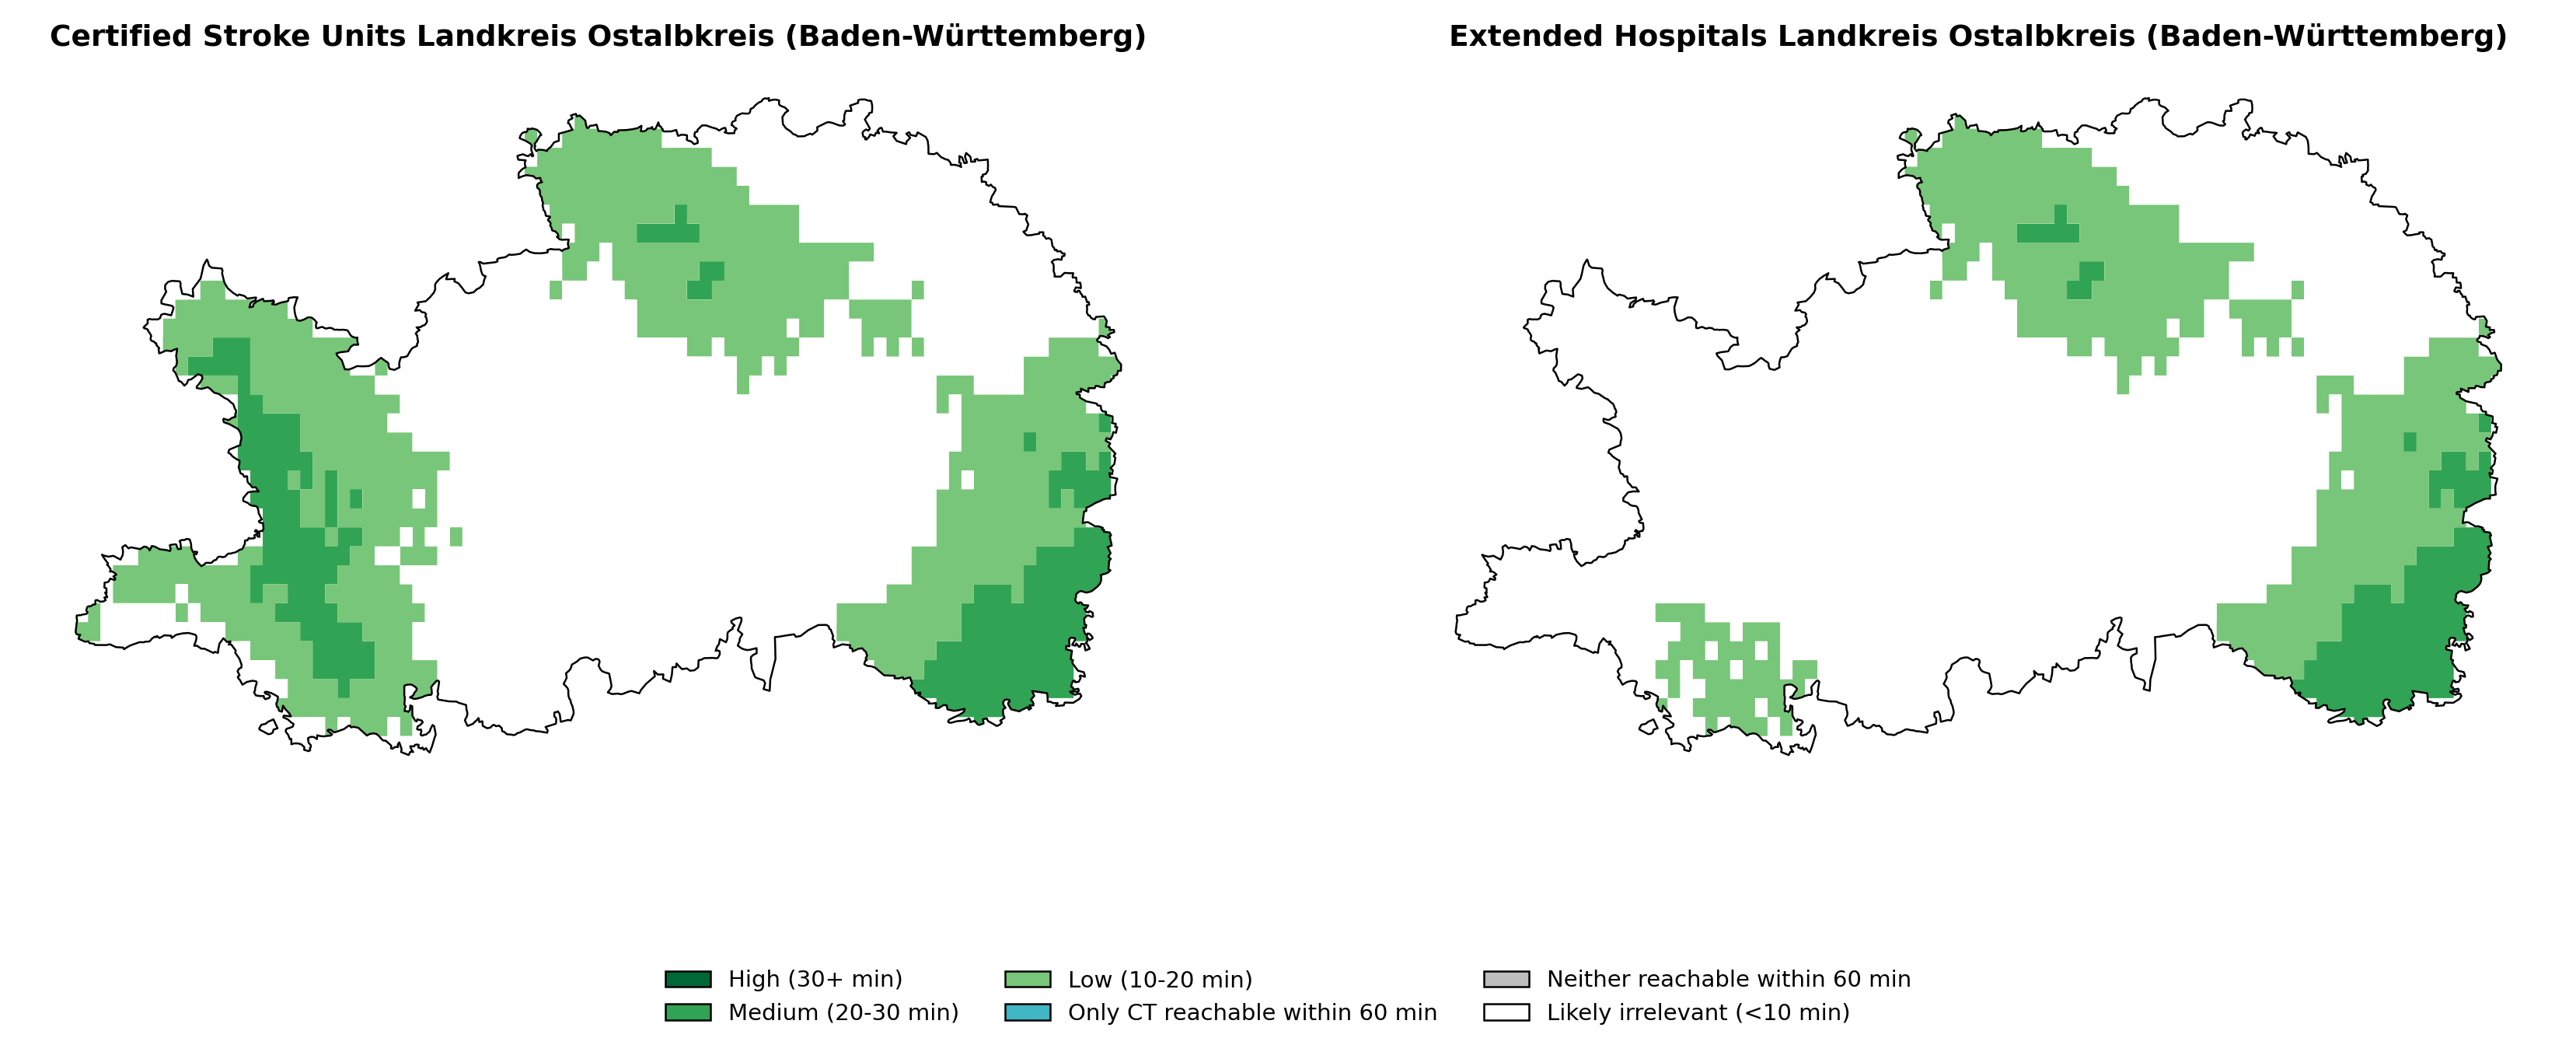 Certified Stroke Units Landkreis Ostalbkreis (Baden-Württemberg)
Extended Hospitals Landkreis Ostalbkreis (Baden-Württemberg)
High (30+ min)
Medium (20-30 min)
Low (10-20 min)
Only CT reachable within 60 min
Neither reachable within 60 min
Likely irrelevant (<10 min)